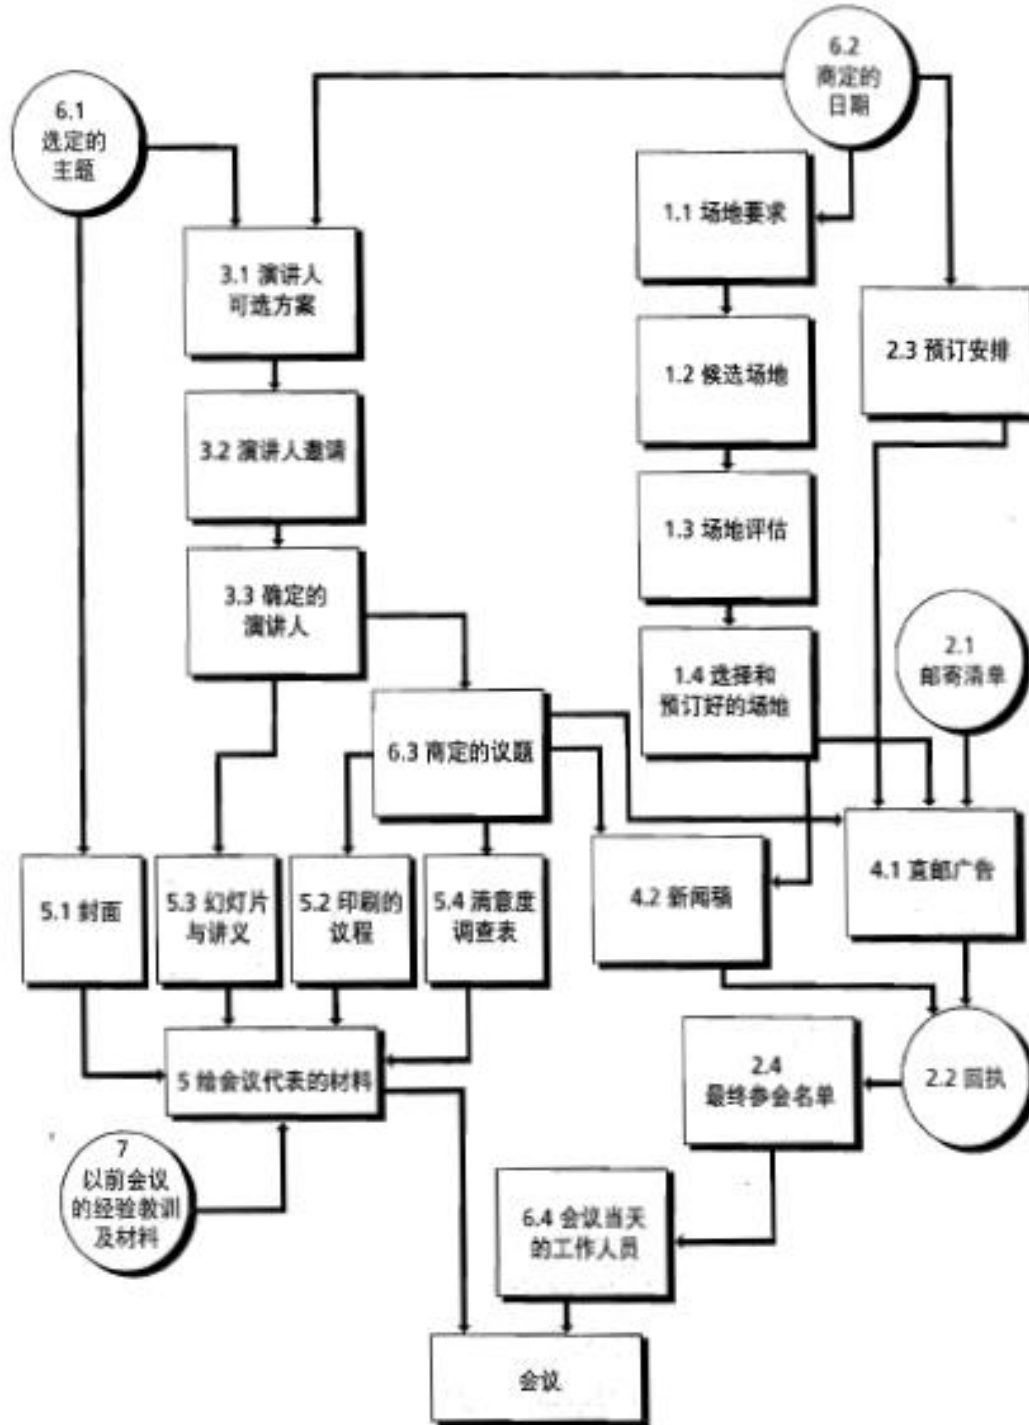 6.2
商定的
日期
6.1
选定的
主题
1.1 场地要求
3.1 演讲人
可选方案
2.3 预订安排
1.2 候选场地
3.2 演讲人邀请
1.3 场地评估
3.3 确定的
演讲人
2.1
邮寄清单
1.4 选择和
预订好的场地
6.3 商定的议题
5.1 封面
5.3 幻灯片
与讲义
5.2 印刷的
议程
5.4 满意度
调查表
4.2 新闻稿
4.1 直邮广告
5 给会议代表的材料
2.4
最终参会名单
2.2 回执
7
以前会议
的经验教训
及材料
6.4 会议当天
的工作人员
会议